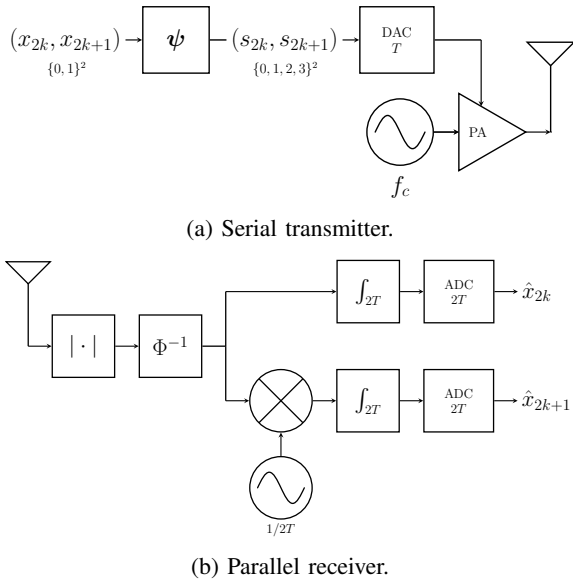 (x_{2k}, x_{2k+1}) ψ (s_{2k}, s_{2k+1}) DAC
T
{0, 1}² {0, 1, 2, 3}²
PA
f_c
(a) Serial transmitter.
∫_{2T} ADC
2T x̂_{2k}
| · | Φ⁻¹
∫_{2T} ADC
2T x̂_{2k+1}
1/2T
(b) Parallel receiver.